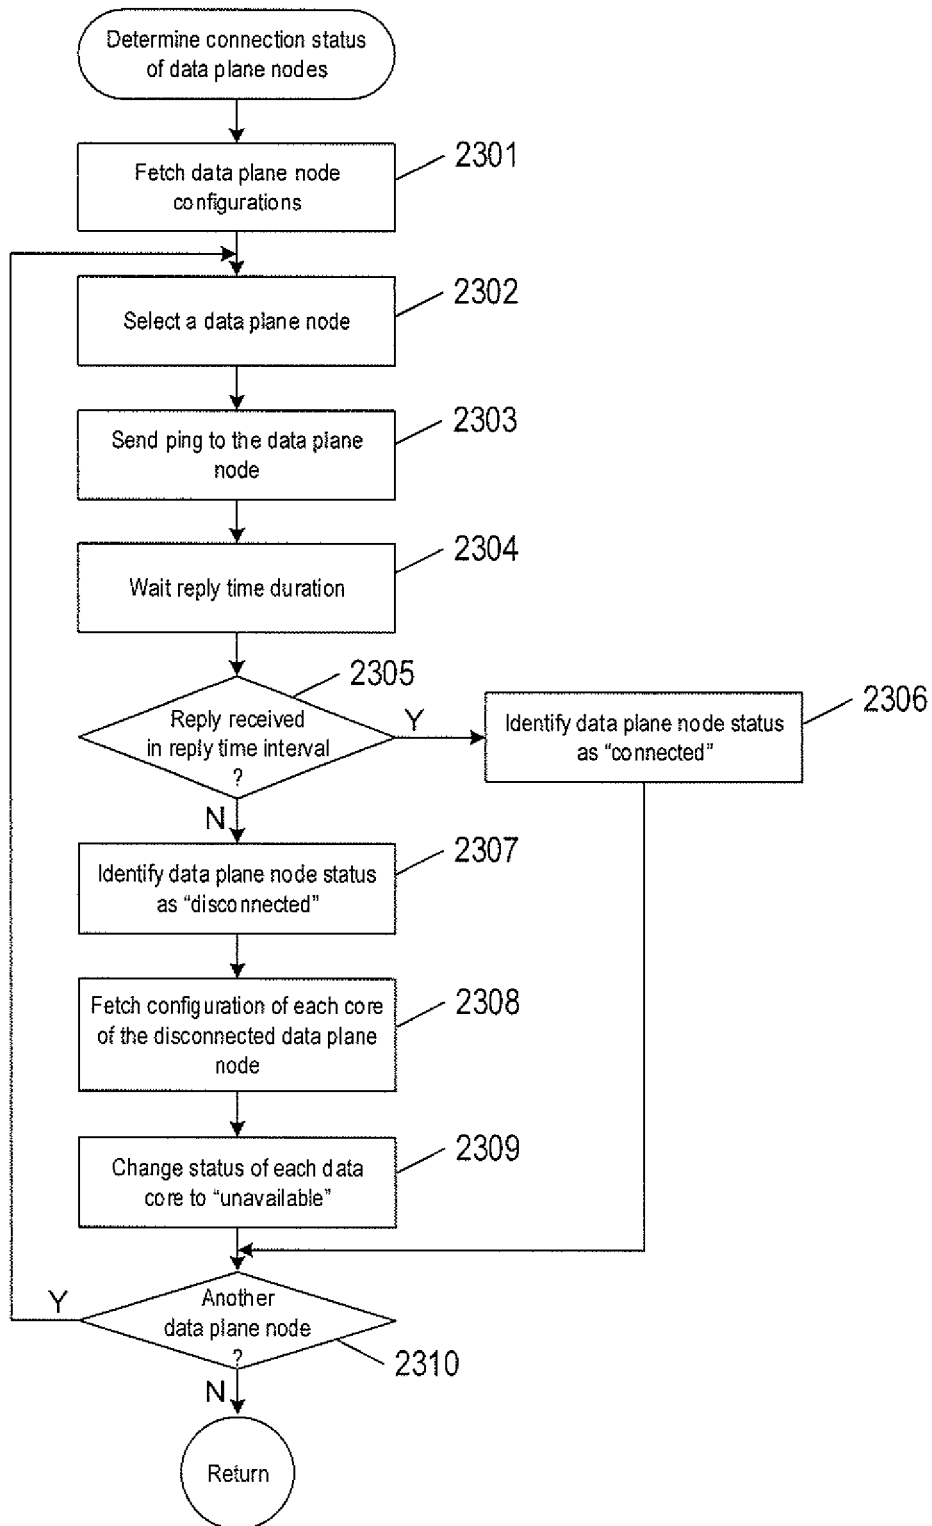 Determine connection status
of data plane nodes
2301
Fetch data plane node
configurations
2302
Select a data plane node
2303
Send ping to the data plane
node
2304
Wait reply time duration
2305
Reply received
in reply time interval
?
Y
2306
Identify data plane node status
as “connected”
N
2307
Identify data plane node status
as “disconnected”
2308
Fetch configuration of each core
of the disconnected data plane
node
2309
Change status of each data
core to “unavailable”
Y
Another
data plane node
?
2310
N
Return